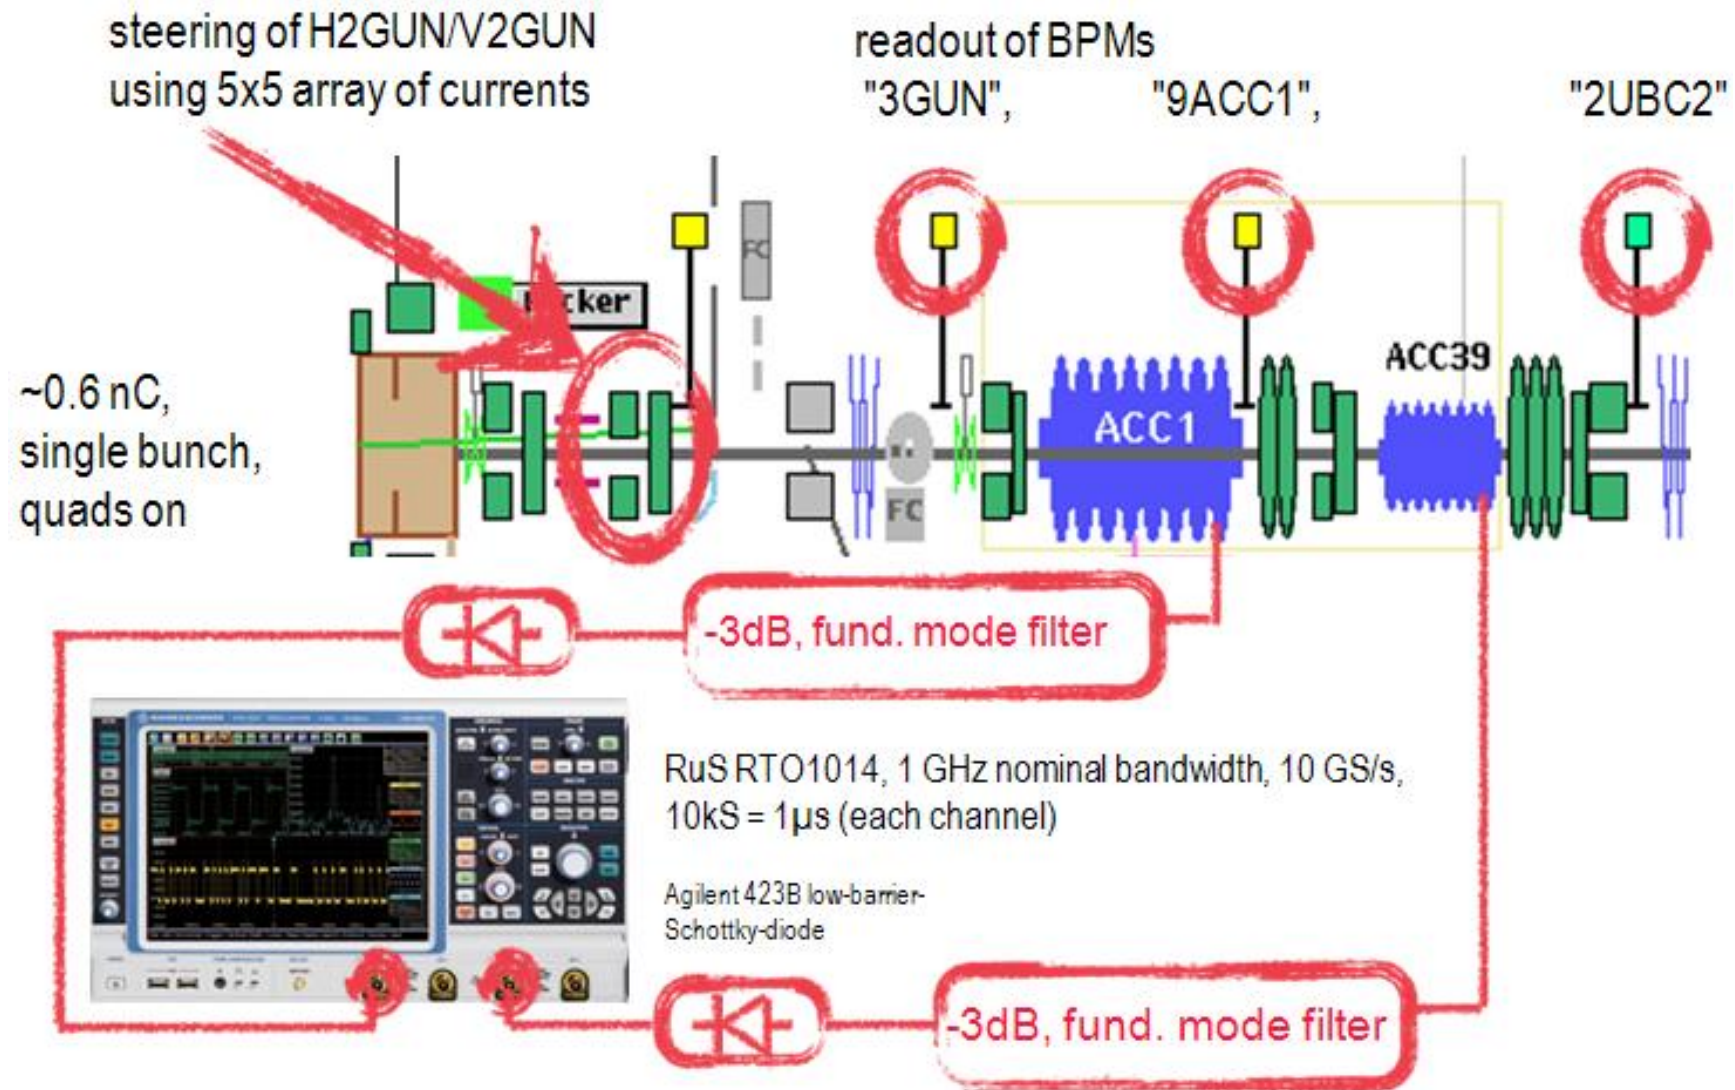 steering of H2GUN/V2GUN
using 5x5 array of currents
readout of BPMs
"3GUN", "9ACC1", "2UBC2"
FC
ACC39
ACC1
FC
~0.6 nC,
single bunch,
quads on
-3dB, fund. mode filter
RuS RTO1014, 1 GHz nominal bandwidth, 10 GS/s,
10kS = 1µs (each channel)
Agilent 423B low-barrier-
Schottky-diode
-3dB, fund. mode filter